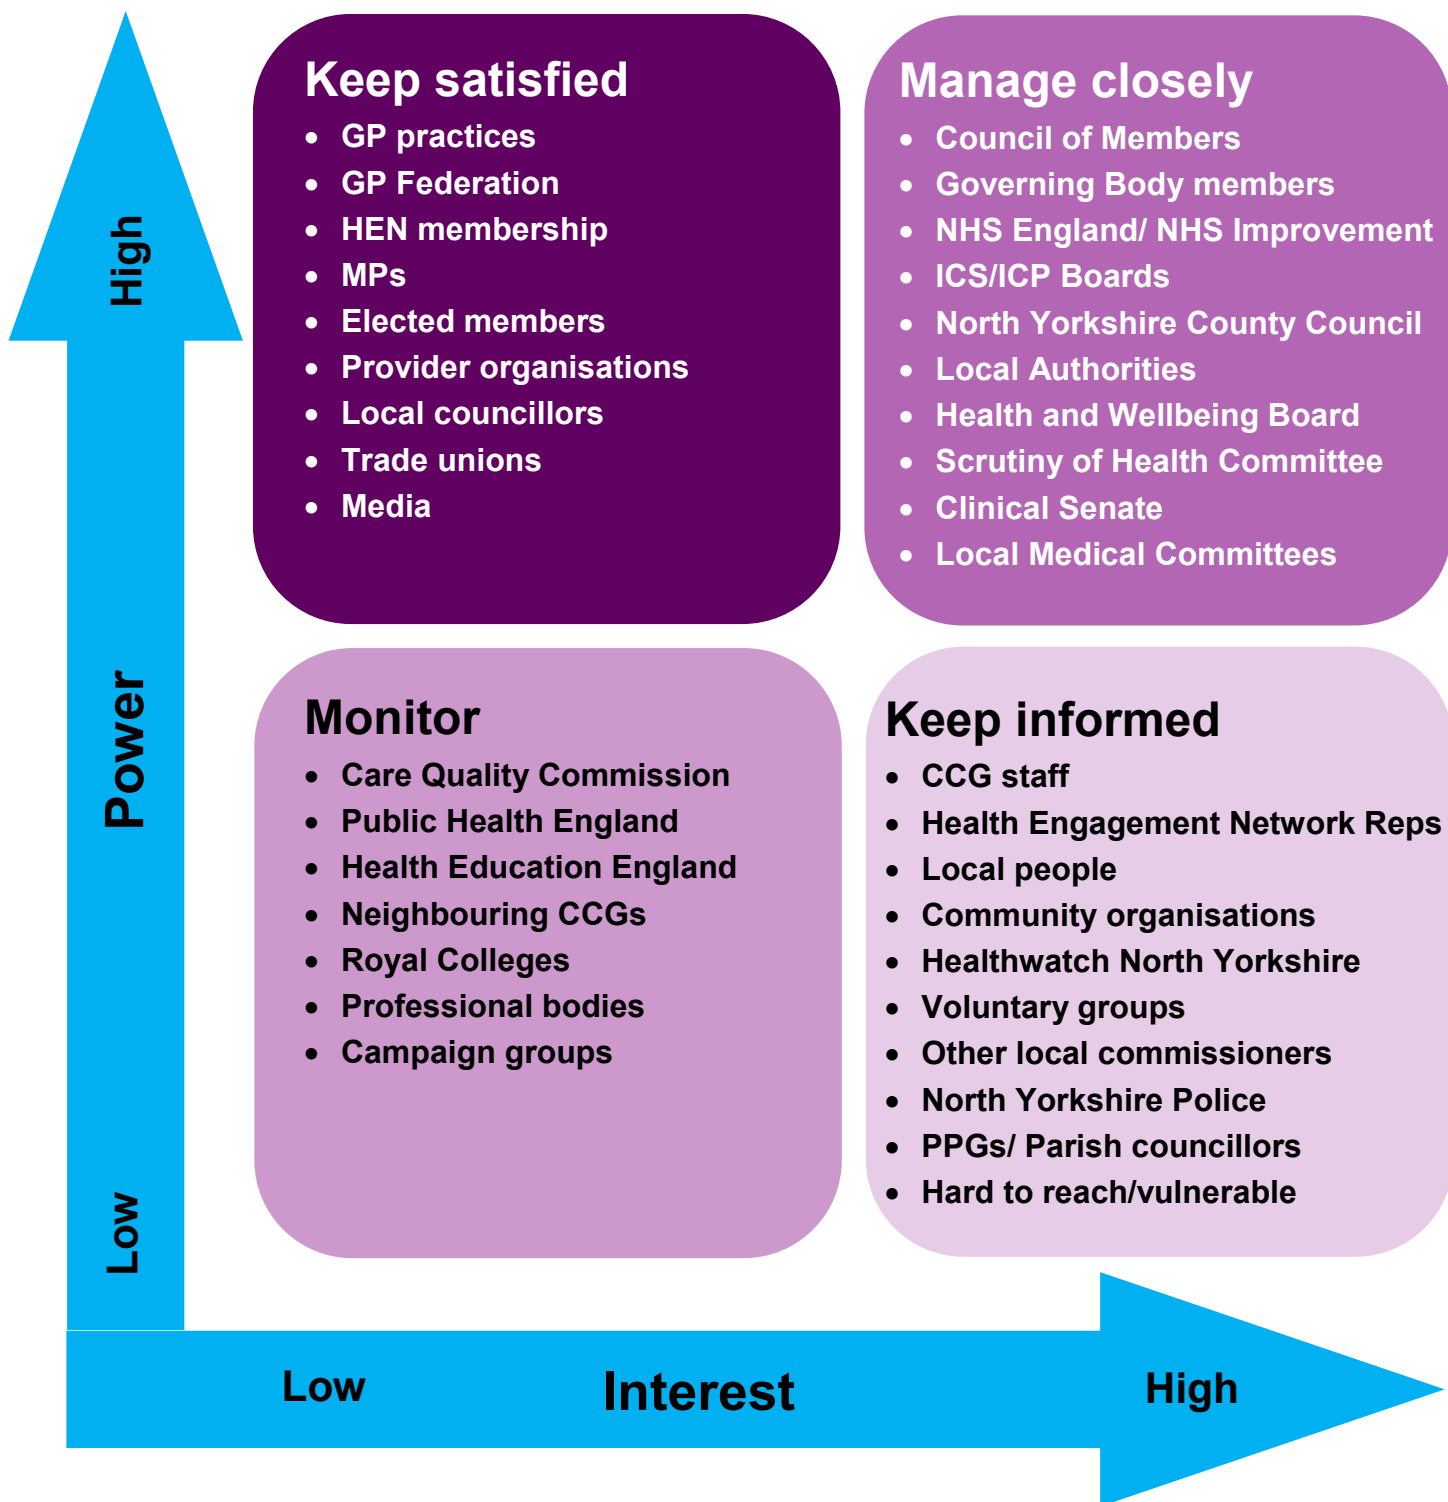 Keep satisfied
• GP practices
• GP Federation
• HEN membership
• MPs
• Elected members
• Provider organisations
• Local councillors
• Trade unions
• Media
Manage closely
• Council of Members
• Governing Body members
• NHS England/ NHS Improvement
• ICS/ICP Boards
• North Yorkshire County Council
• Local Authorities
• Health and Wellbeing Board
• Scrutiny of Health Committee
• Clinical Senate
• Local Medical Committees
High
Power
Low
Monitor
• Care Quality Commission
• Public Health England
• Health Education England
• Neighbouring CCGs
• Royal Colleges
• Professional bodies
• Campaign groups
Keep informed
• CCG staff
• Health Engagement Network Reps
• Local people
• Community organisations
• Healthwatch North Yorkshire
• Voluntary groups
• Other local commissioners
• North Yorkshire Police
• PPGs/ Parish councillors
• Hard to reach/vulnerable
Low
Interest
High